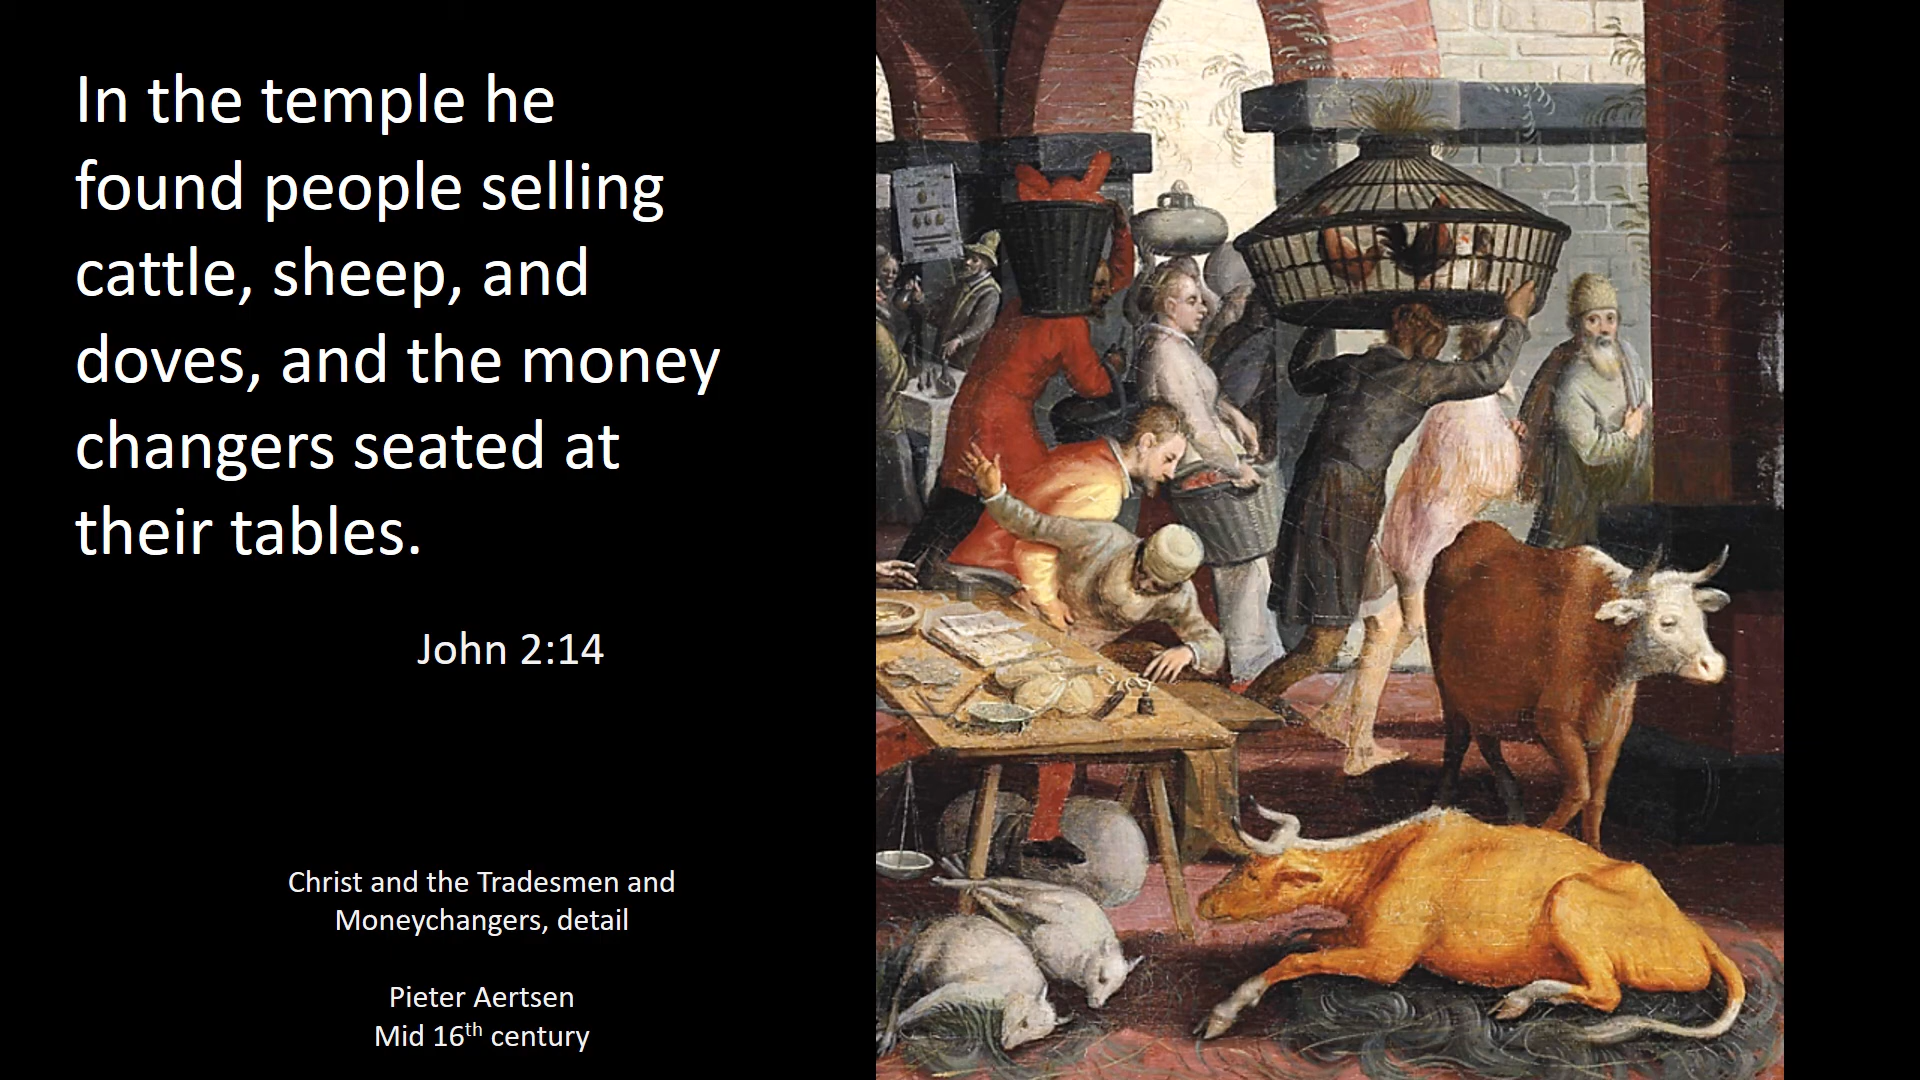 In the temple he
found people selling
cattle, sheep, and
doves, and the money
changers seated at
their tables.
John 2:14
Christ and the Tradesmen and
Moneychangers, detail
Pieter Aertsen
Mid 16th century